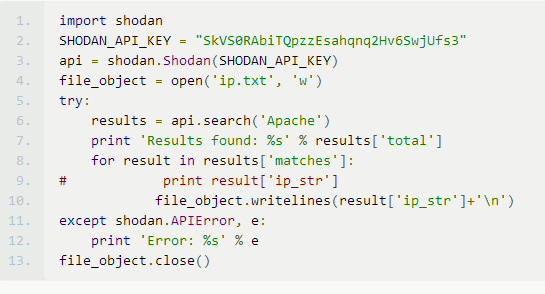 1. import shodan
2. SHODAN_API_KEY = "SkVS0RAbiTQpzzEsahqnq2Hv6SwjUfs3"
3. api = shodan.Shodan(SHODAN_API_KEY)
4. file_object = open('ip.txt', 'w')
5. try:
6.     results = api.search('Apache')
7.     print 'Results found: %s' % results['total']
8.     for result in results['matches']:
9. #            print result['ip_str']
10.             file_object.writelines(result['ip_str']+'\n')
11. except shodan.APIError, e:
12.     print 'Error: %s' % e
13. file_object.close()